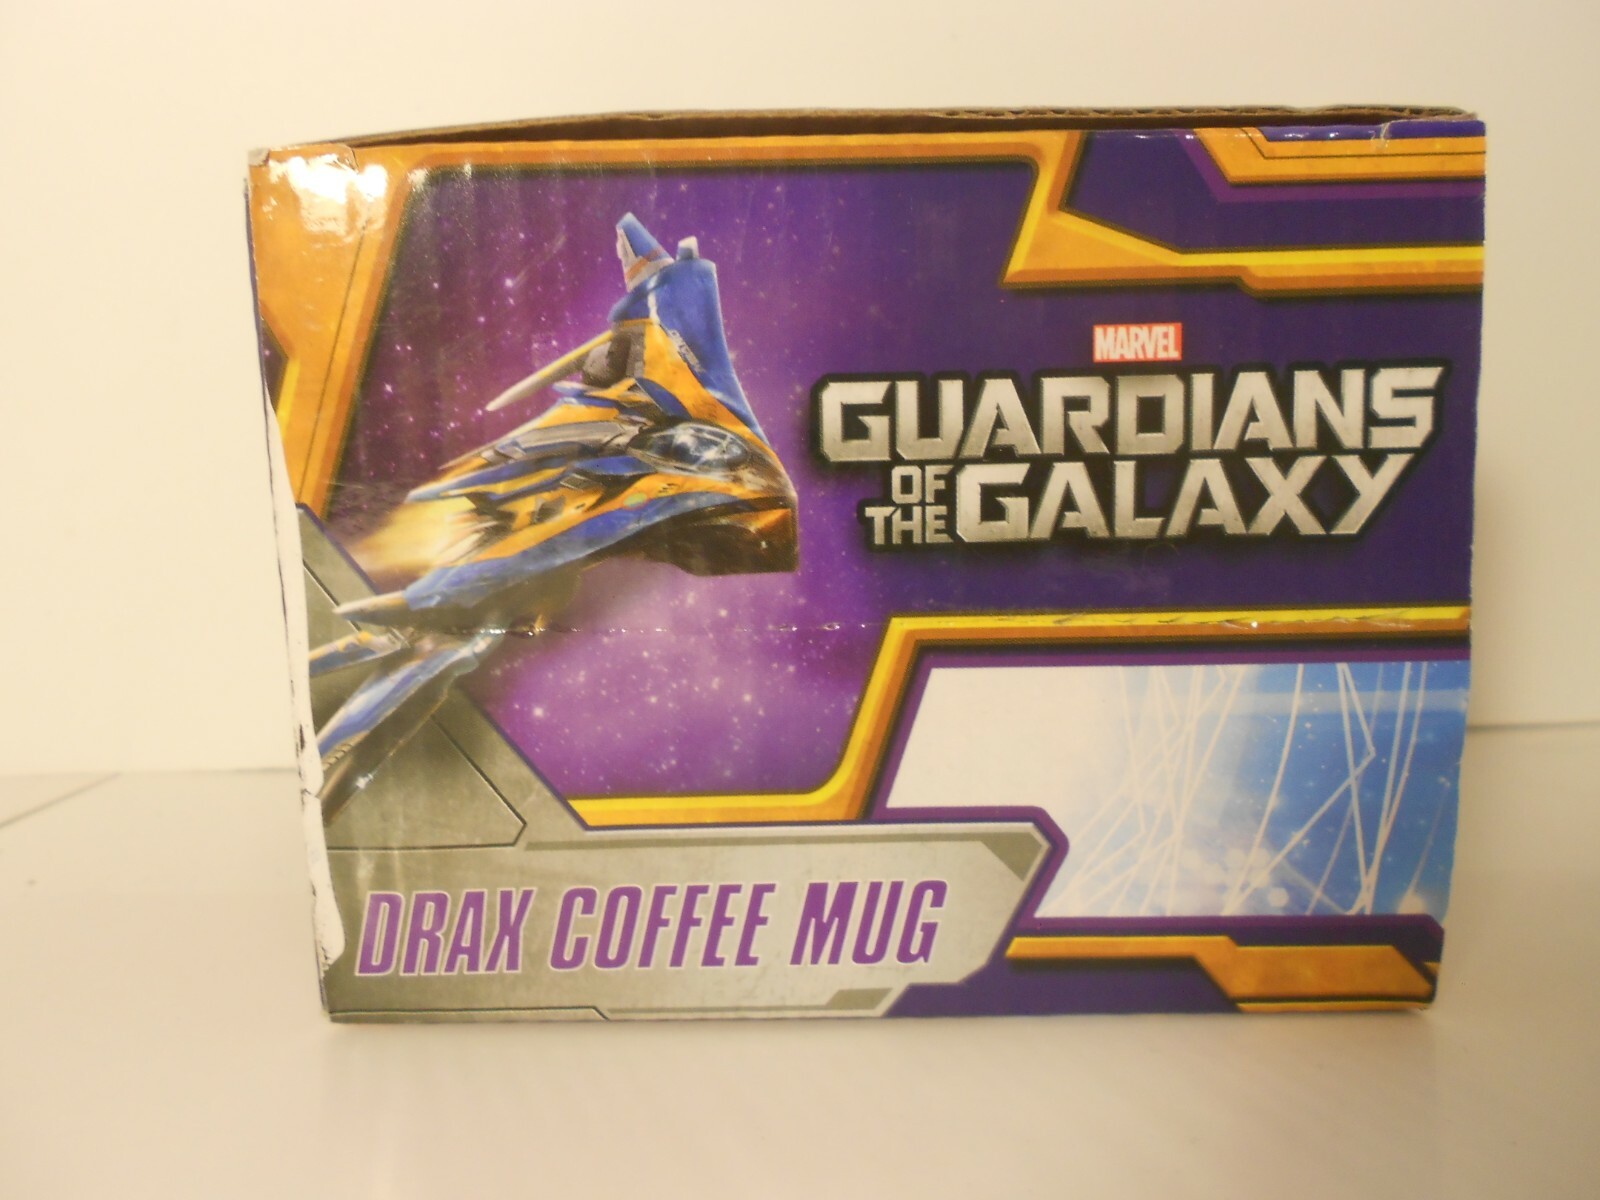 MARVEL
GUARDIANS
OF THE GALAXY
DRAX COFFEE MUG